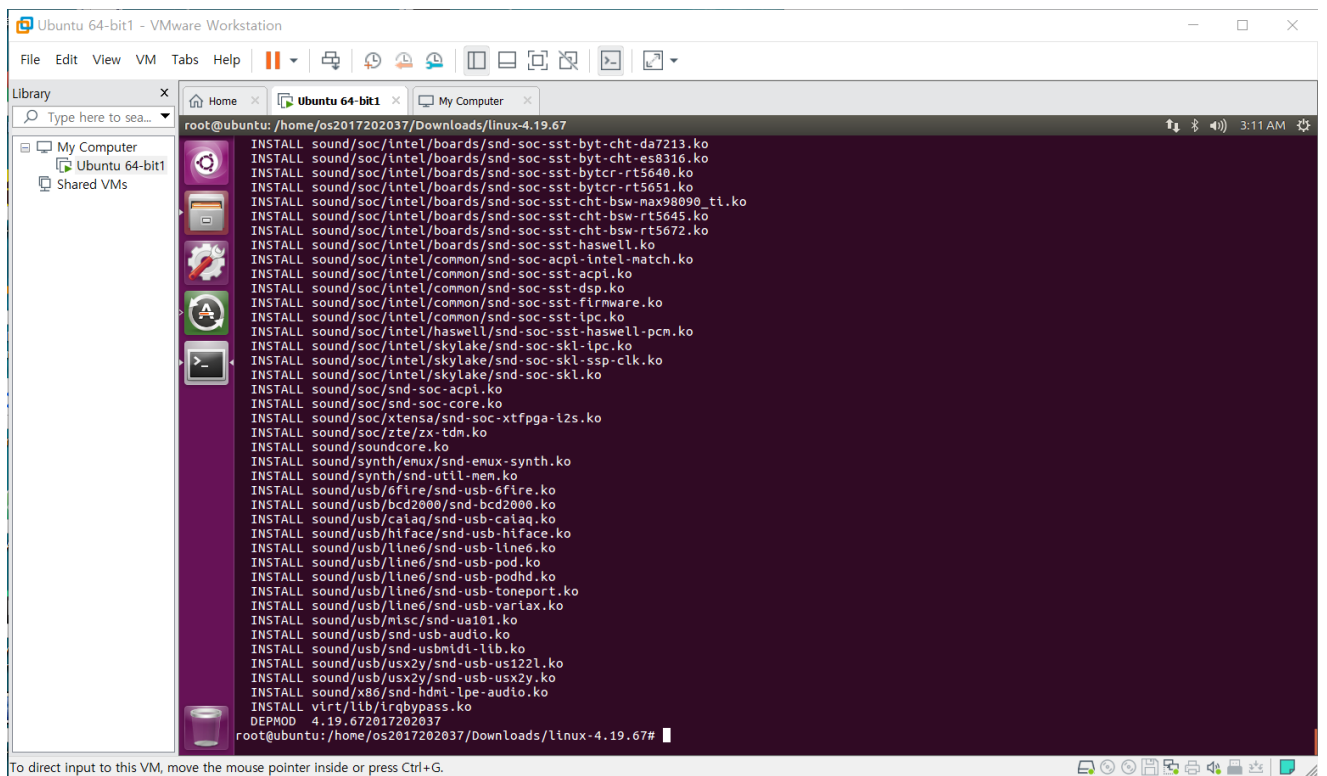 Ubuntu 64-bit1 - VMware Workstation
File Edit View VM Tabs Help
Library
Type here to sea...
My Computer
Ubuntu 64-bit1
Shared VMs
Home
Ubuntu 64-bit1
My Computer
root@ubuntu: /home/os2017202037/Downloads/linux-4.19.67
3:11 AM
INSTALL sound/soc/intel/boards/snd-soc-sst-byt-cht-da7213.ko
INSTALL sound/soc/intel/boards/snd-soc-sst-byt-cht-es8316.ko
INSTALL sound/soc/intel/boards/snd-soc-sst-bytcr-rt5640.ko
INSTALL sound/soc/intel/boards/snd-soc-sst-bytcr-rt5651.ko
INSTALL sound/soc/intel/boards/snd-soc-sst-cht-bsw-max98090_ti.ko
INSTALL sound/soc/intel/boards/snd-soc-sst-cht-bsw-rt5645.ko
INSTALL sound/soc/intel/boards/snd-soc-sst-cht-bsw-rt5672.ko
INSTALL sound/soc/intel/boards/snd-soc-sst-haswell.ko
INSTALL sound/soc/intel/common/snd-soc-acpi-intel-match.ko
INSTALL sound/soc/intel/common/snd-soc-sst-acpi.ko
INSTALL sound/soc/intel/common/snd-soc-sst-dsp.ko
INSTALL sound/soc/intel/common/snd-soc-sst-firmware.ko
INSTALL sound/soc/intel/common/snd-soc-sst-ipc.ko
INSTALL sound/soc/intel/haswell/snd-soc-sst-haswell-pcm.ko
INSTALL sound/soc/intel/skylake/snd-soc-skl-ipc.ko
INSTALL sound/soc/intel/skylake/snd-soc-skl-ssp-clk.ko
INSTALL sound/soc/intel/skylake/snd-soc-skl.ko
INSTALL sound/soc/snd-soc-acpi.ko
INSTALL sound/soc/snd-soc-core.ko
INSTALL sound/soc/xtensa/snd-soc-xtfpga-i2s.ko
INSTALL sound/soc/zte/zx-tdm.ko
INSTALL sound/soundcore.ko
INSTALL sound/synth/emux/snd-emux-synth.ko
INSTALL sound/synth/snd-util-mem.ko
INSTALL sound/usb/6fire/snd-usb-6fire.ko
INSTALL sound/usb/bcd2000/snd-bcd2000.ko
INSTALL sound/usb/caiaq/snd-usb-caiaq.ko
INSTALL sound/usb/hiface/snd-usb-hiface.ko
INSTALL sound/usb/line6/snd-usb-line6.ko
INSTALL sound/usb/line6/snd-usb-pod.ko
INSTALL sound/usb/line6/snd-usb-podhd.ko
INSTALL sound/usb/line6/snd-usb-toneport.ko
INSTALL sound/usb/line6/snd-usb-variax.ko
INSTALL sound/usb/misc/snd-ua101.ko
INSTALL sound/usb/snd-usb-audio.ko
INSTALL sound/usb/snd-usbmidi-lib.ko
INSTALL sound/usb/usx2y/snd-usb-us122l.ko
INSTALL sound/usb/usx2y/snd-usb-usx2y.ko
INSTALL sound/x86/snd-hdmi-lpe-audio.ko
INSTALL virt/lib/irqbypass.ko
DEPMOD 4.19.672017202037
root@ubuntu:/home/os2017202037/Downloads/linux-4.19.67#
To direct input to this VM, move the mouse pointer inside or press Ctrl+G.